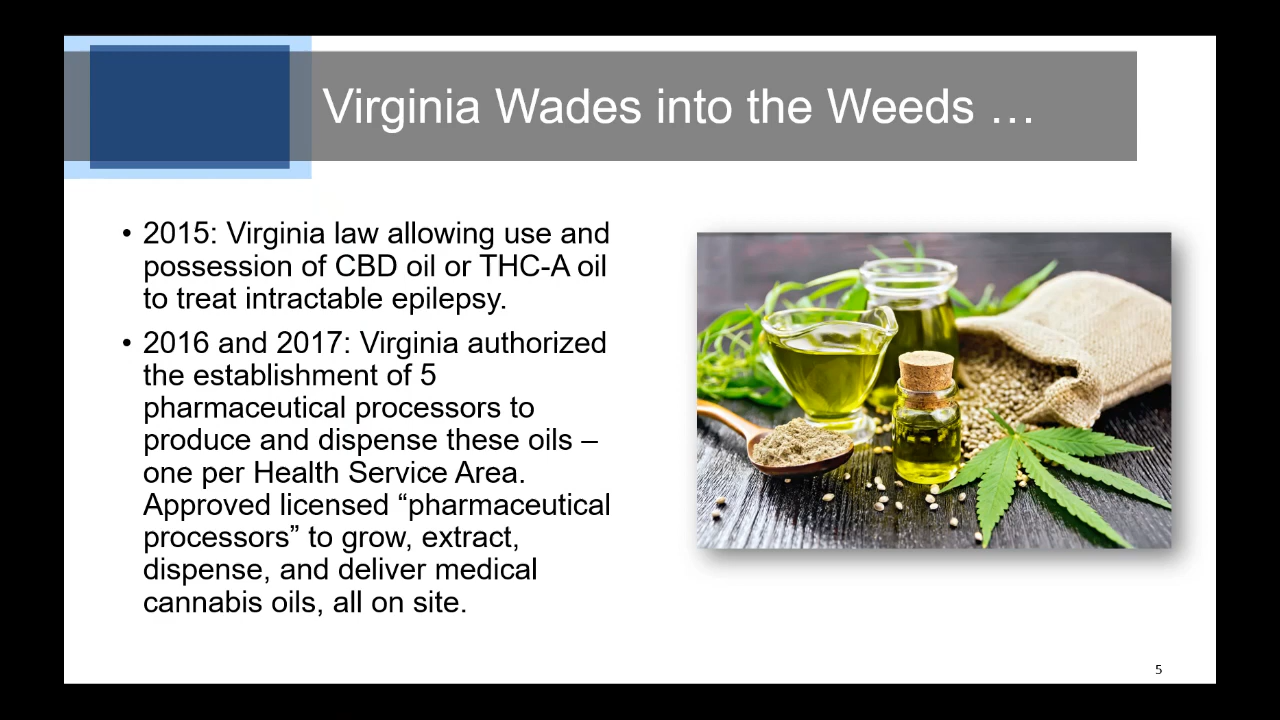 Virginia Wades into the Weeds …
• 2015: Virginia law allowing use and
possession of CBD oil or THC-A oil
to treat intractable epilepsy.
• 2016 and 2017: Virginia authorized
the establishment of 5
pharmaceutical processors to
produce and dispense these oils –
one per Health Service Area.
Approved licensed “pharmaceutical
processors” to grow, extract,
dispense, and deliver medical
cannabis oils, all on site.
5